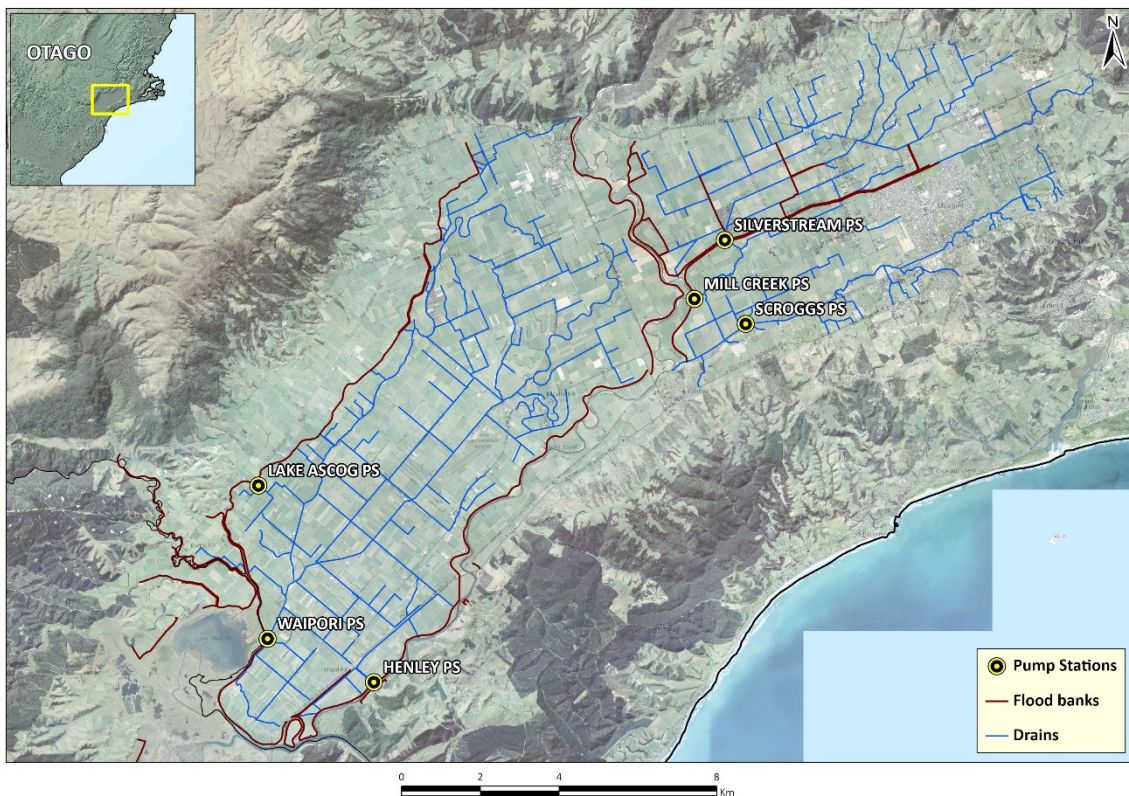 OTAGO
N
SILVERSTREAM PS
MILL CREEK PS
SCROGGS PS
LAKE ASCOG PS
WAIPORI PS
HENLEY PS
Pump Stations
Flood banks
Drains
0 2 4 8
Km